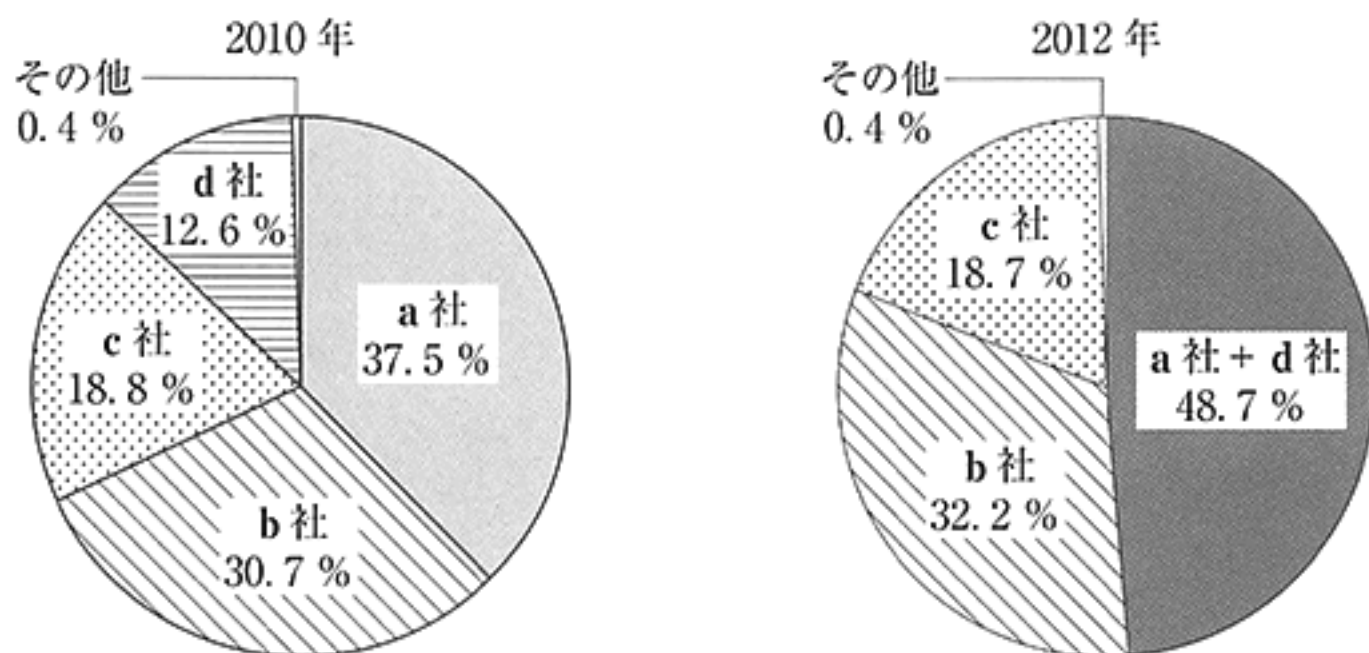 2010 年
その他
0.4 %
d 社
12.6 %
a 社
37.5 %
c 社
18.8 %
b 社
30.7 %
2012 年
その他
0.4 %
c 社
18.7 %
a 社 + d 社
48.7 %
b 社
32.2 %